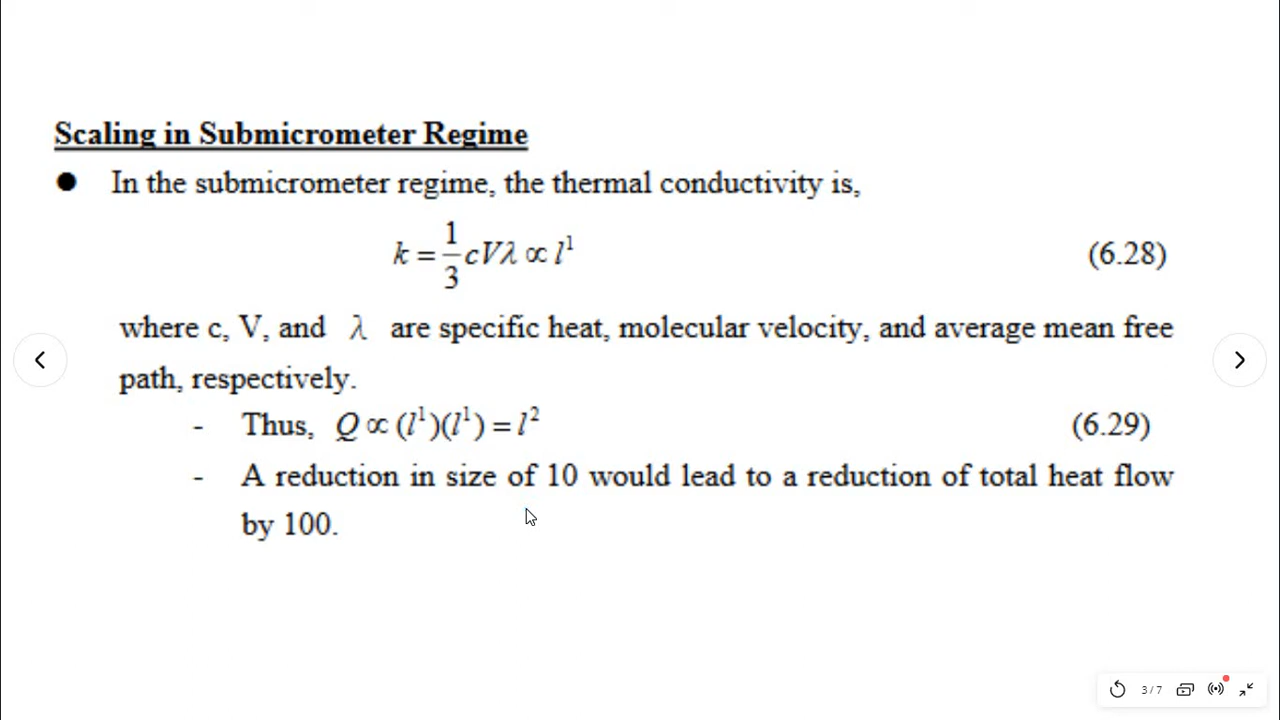 Scaling in Submicrometer Regime
● In the submicrometer regime, the thermal conductivity is,
k = 1/3 cVλ ∝ l¹ (6.28)
where c, V, and λ are specific heat, molecular velocity, and average mean free
path, respectively.
- Thus, Q ∝ (l¹)(l¹) = l² (6.29)
- A reduction in size of 10 would lead to a reduction of total heat flow
by 100.
3 / 7